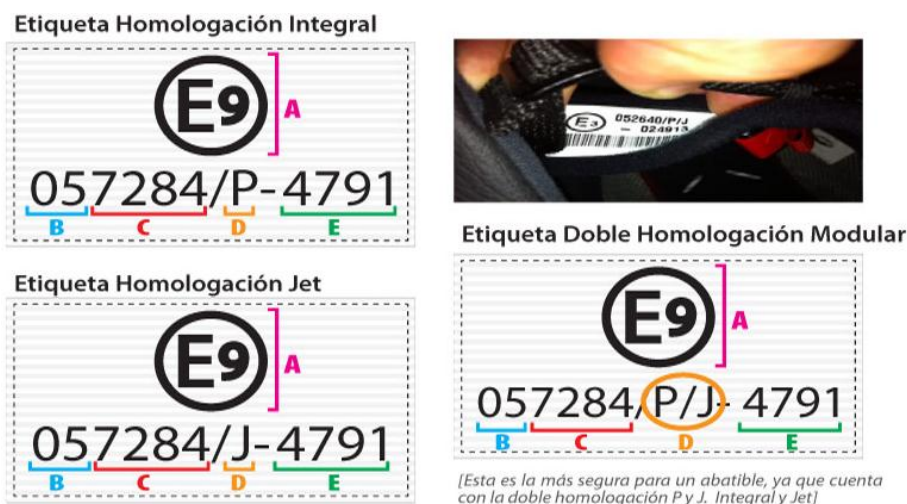 Etiqueta Homologación Integral
E9
A
057284/P-4791
B C D E
Etiqueta Homologación Jet
E9
A
057284/J-4791
B C D E
E3 052640/P/J
- 024913
Etiqueta Doble Homologación Modular
E9
A
057284/P/J- 4791
B C D E
[Esta es la más segura para un abatible, ya que cuenta
con la doble homologación P y J. Integral y Jet]